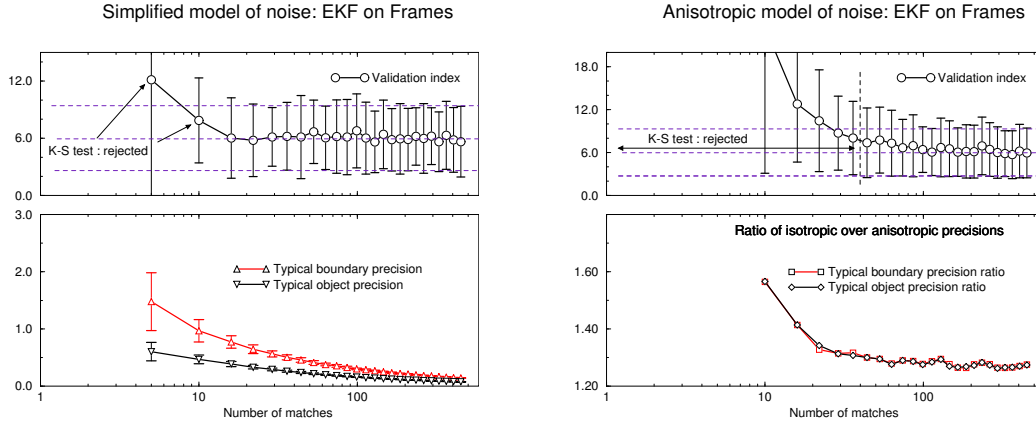 Simplified model of noise: EKF on Frames
12.0
Validation index
6.0
K-S test : rejected
0.0
3.0
2.0
Typical boundary precision
Typical object precision
1.0
0.0
1
10
100
Number of matches
Anisotropic model of noise: EKF on Frames
18.0
Validation index
12.0
K-S test : rejected
6.0
0.0
1.80
Ratio of isotropic over anisotropic precisions
Typical boundary precision ratio
1.60
Typical object precision ratio
1.40
1.20
1
10
100
Number of matches